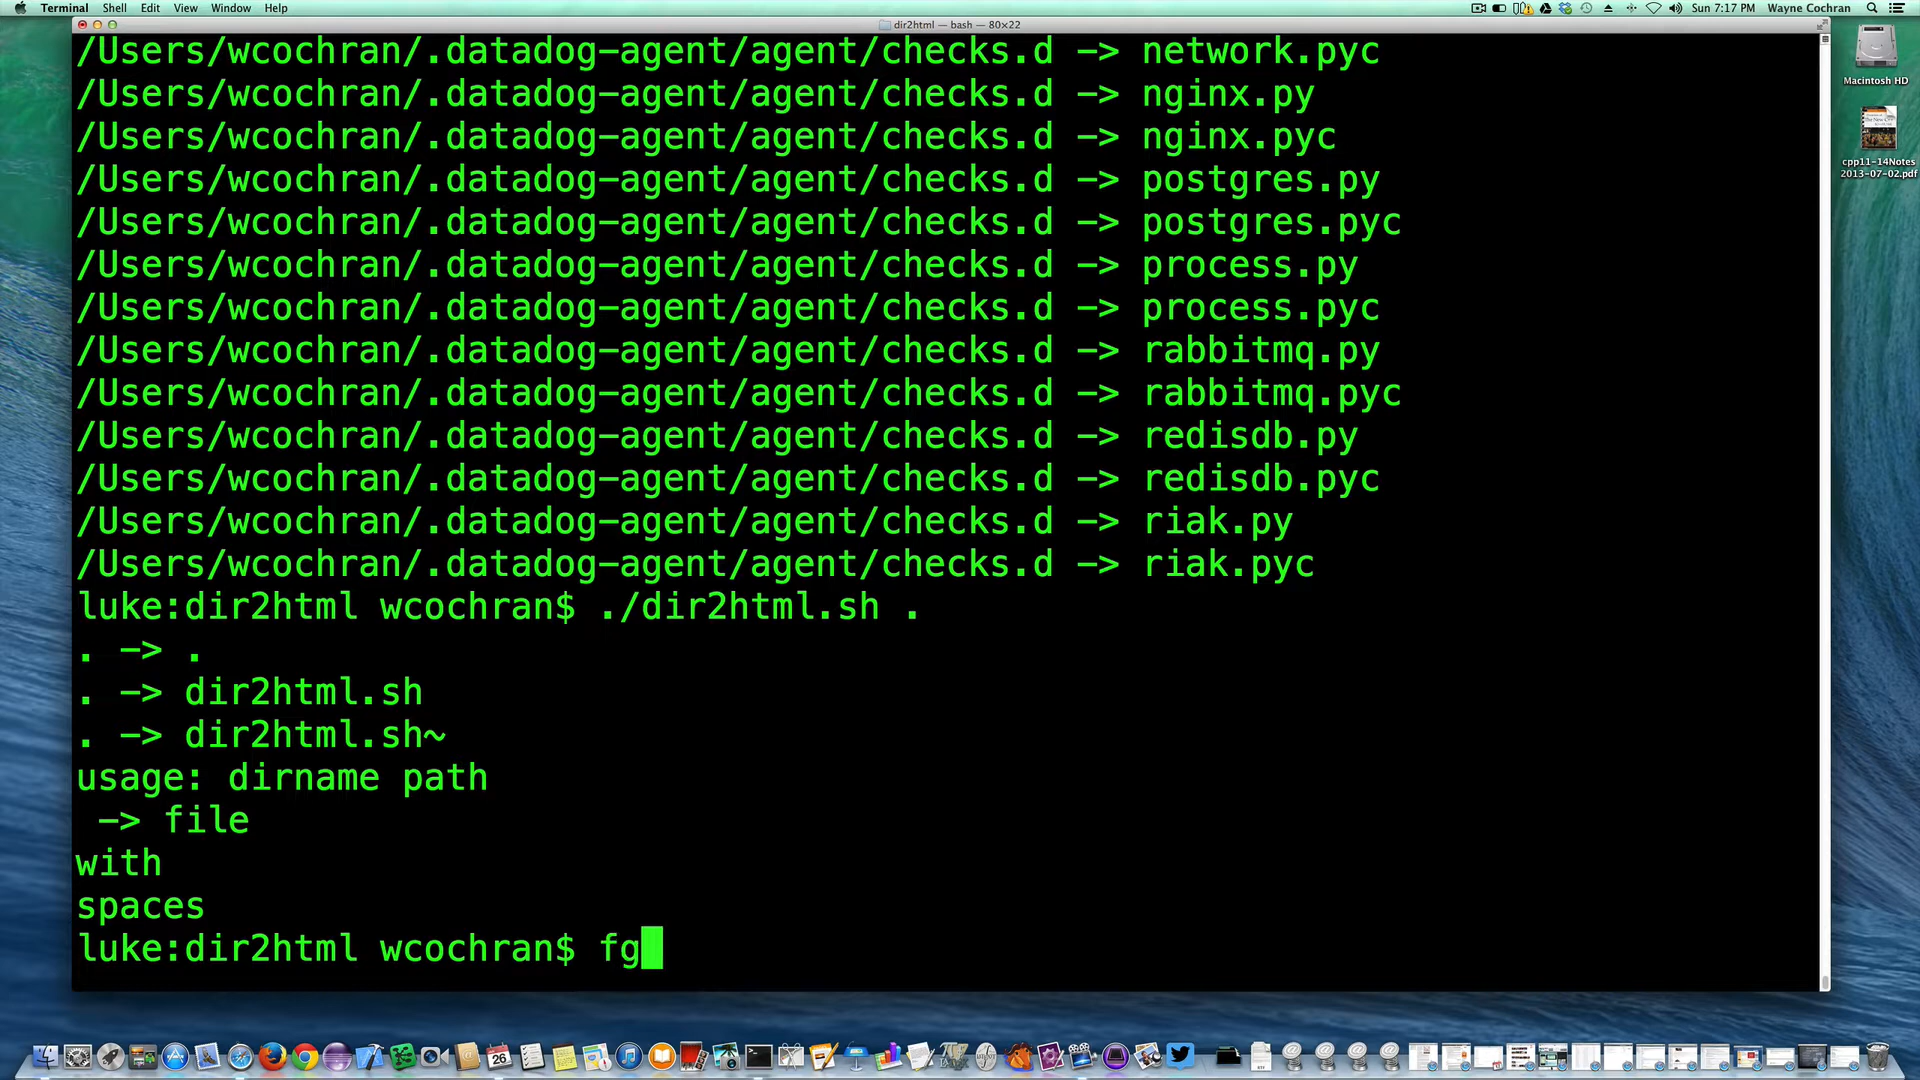 Terminal Shell Edit View Window Help
Sun 7:17 PM Wayne Cochran
dir2html — bash — 80×22
/Users/wcochran/.datadog-agent/agent/checks.d -> network.pyc
/Users/wcochran/.datadog-agent/agent/checks.d -> nginx.py
/Users/wcochran/.datadog-agent/agent/checks.d -> nginx.pyc
/Users/wcochran/.datadog-agent/agent/checks.d -> postgres.py
/Users/wcochran/.datadog-agent/agent/checks.d -> postgres.pyc
/Users/wcochran/.datadog-agent/agent/checks.d -> process.py
/Users/wcochran/.datadog-agent/agent/checks.d -> process.pyc
/Users/wcochran/.datadog-agent/agent/checks.d -> rabbitmq.py
/Users/wcochran/.datadog-agent/agent/checks.d -> rabbitmq.pyc
/Users/wcochran/.datadog-agent/agent/checks.d -> redisdb.py
/Users/wcochran/.datadog-agent/agent/checks.d -> redisdb.pyc
/Users/wcochran/.datadog-agent/agent/checks.d -> riak.py
/Users/wcochran/.datadog-agent/agent/checks.d -> riak.pyc
luke:dir2html wcochran$ ./dir2html.sh .
. -> .
. -> dir2html.sh
. -> dir2html.sh~
usage: dirname path
 -> file
with
spaces
luke:dir2html wcochran$ fg
Macintosh HD
cpp11-14Notes
2013-07-02.pdf
26